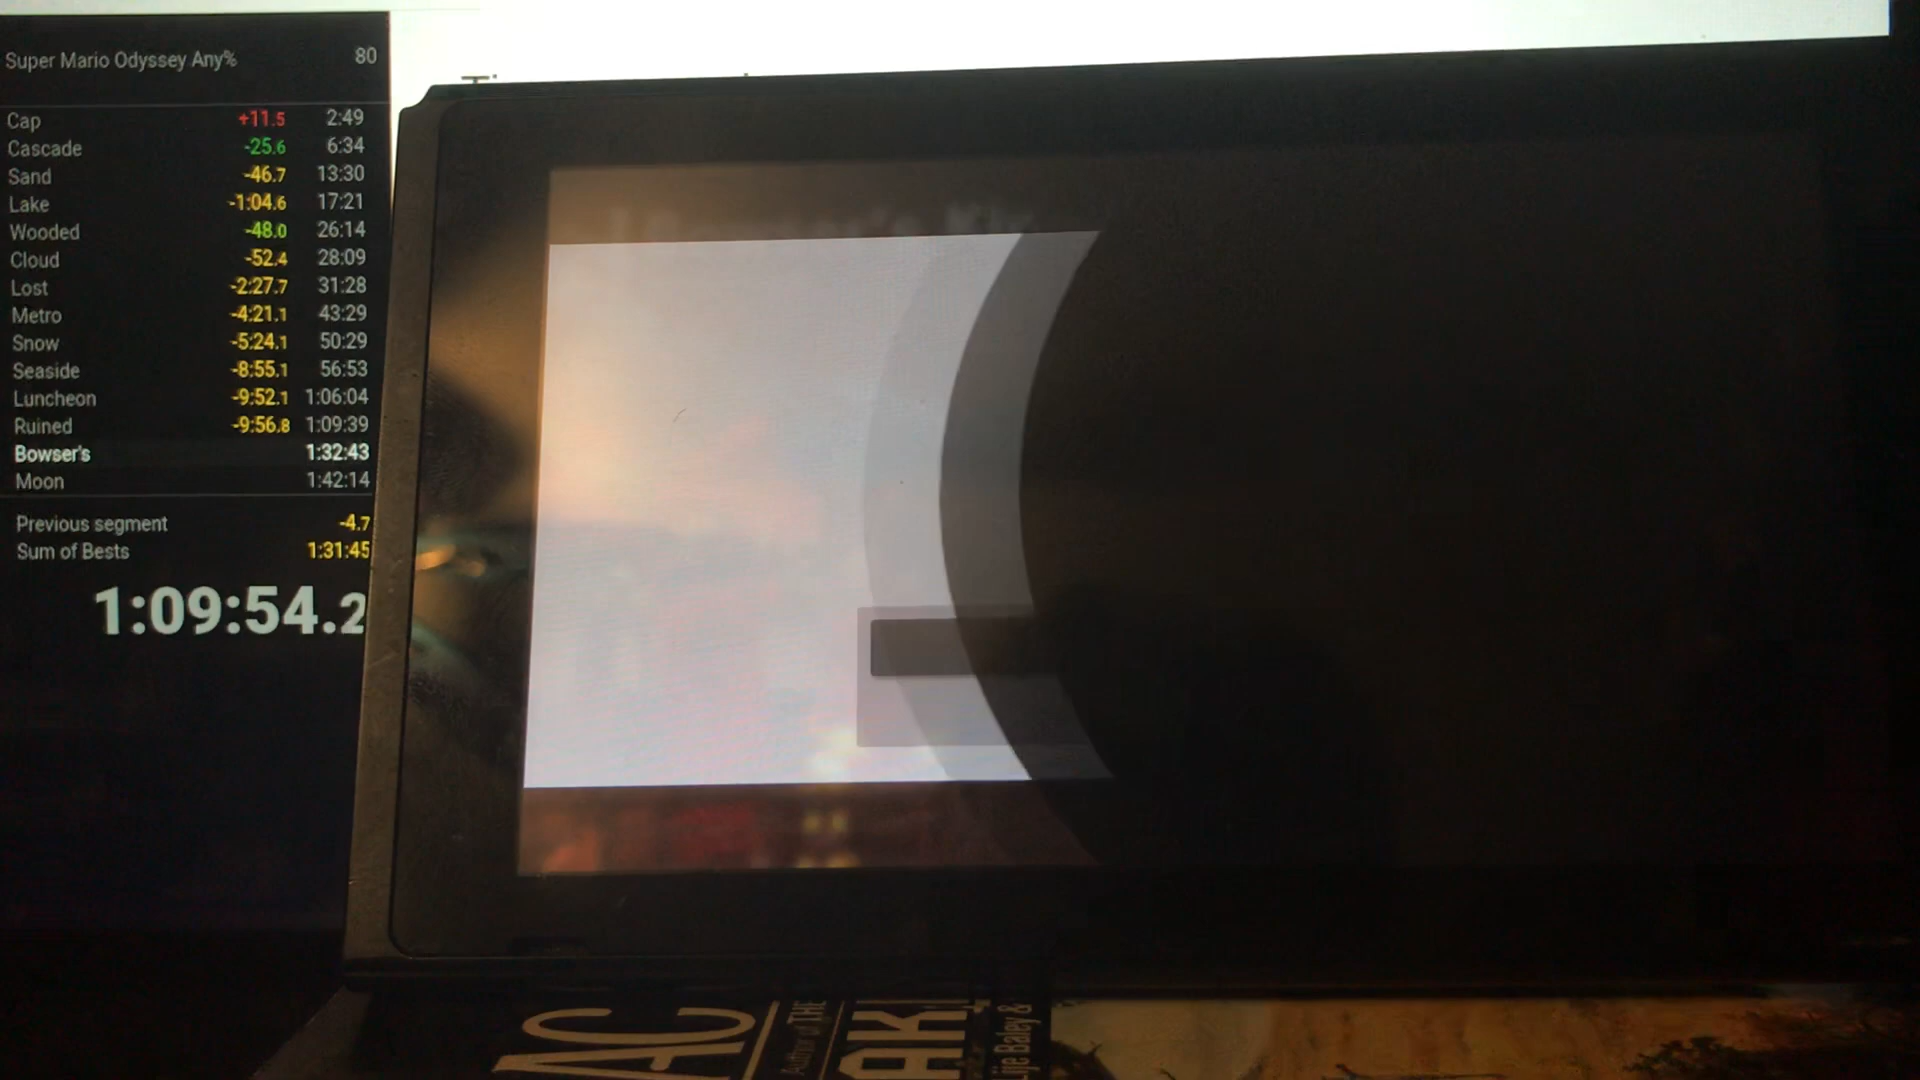 Super Mario Odyssey Any% 80
Cap +11.5 2:49
Cascade -25.6 6:34
Sand -46.7 13:30
Lake -1:04.6 17:21
Wooded -48.0 26:14
Cloud -52.4 28:09
Lost -2:27.7 31:28
Metro -4:21.1 43:29
Snow -5:24.1 50:29
Seaside -8:55.1 56:53
Luncheon -9:52.1 1:06:04
Ruined -9:56.8 1:09:39
Bowser's 1:32:43
Moon 1:42:14
Previous segment -4.7
Sum of Bests 1:31:45
1:09:54.2
AC
Author of THE
AK
Lije Baley &